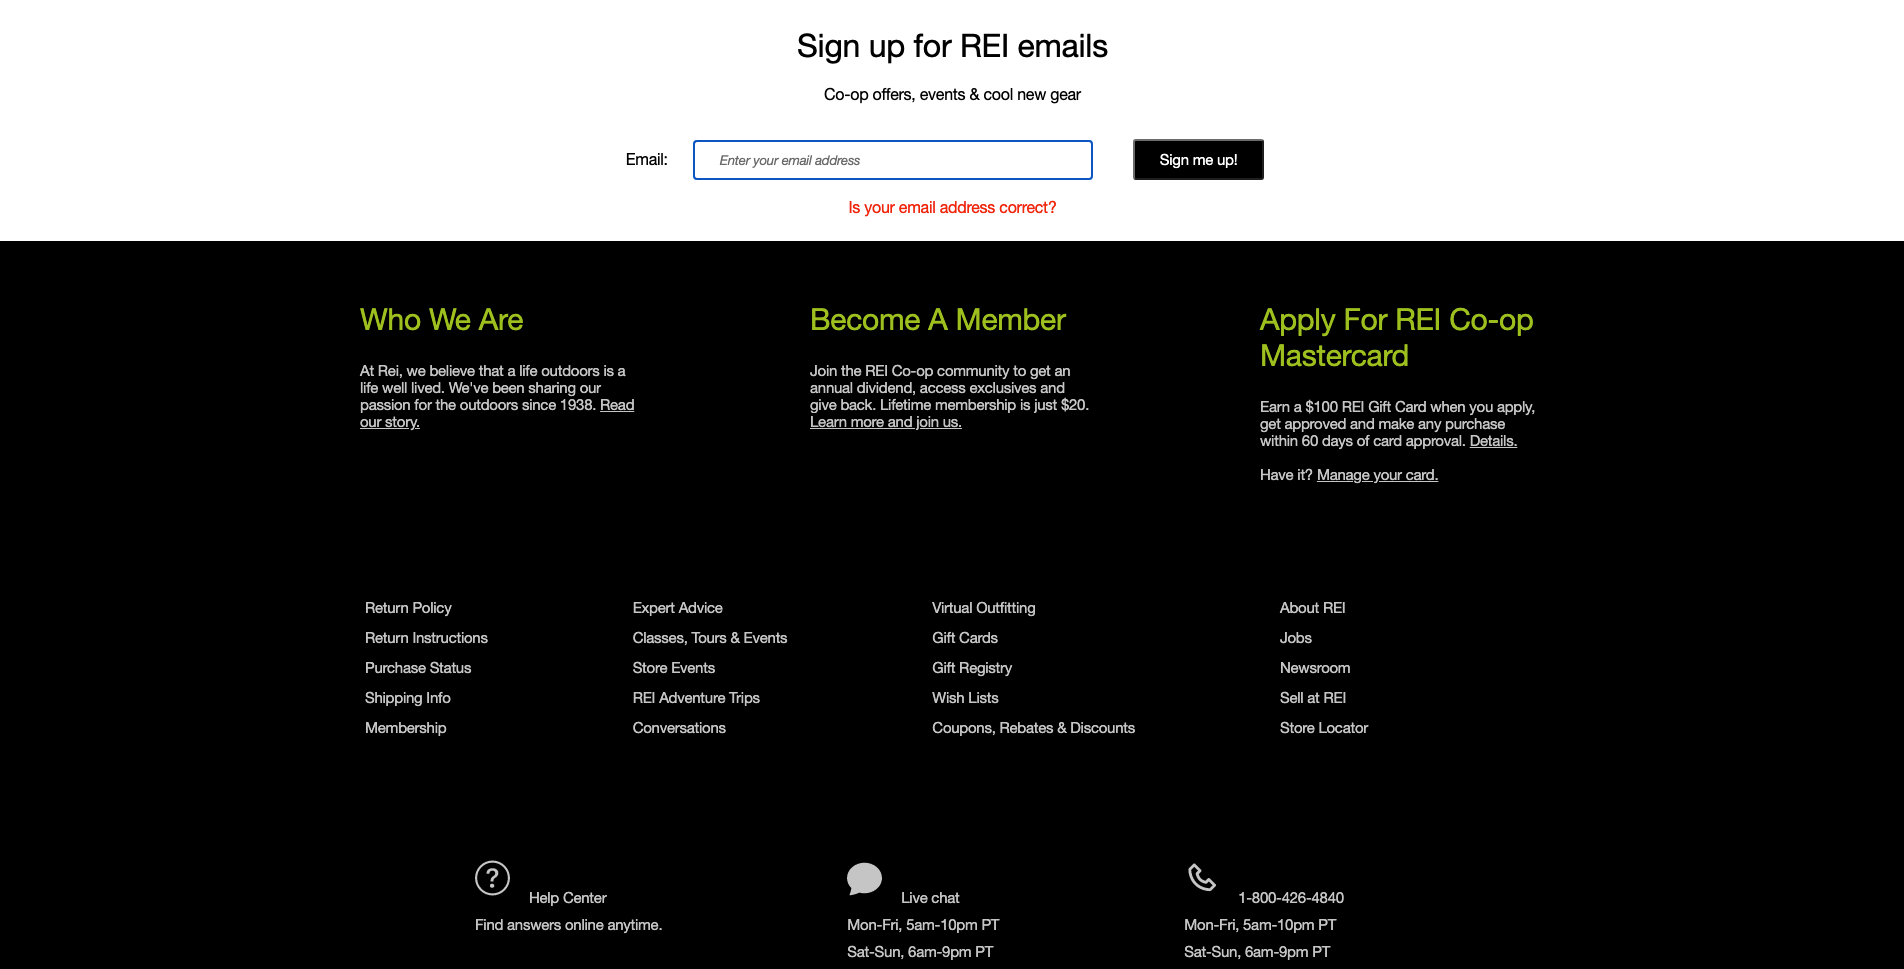 Sign up for REI emails
Co-op offers, events & cool new gear
Email:
Enter your email address
Sign me up!
Is your email address correct?
Who We Are
At Rei, we believe that a life outdoors is a
life well lived. We've been sharing our
passion for the outdoors since 1938. Read
our story.
Become A Member
Join the REI Co-op community to get an
annual dividend, access exclusives and
give back. Lifetime membership is just $20.
Learn more and join us.
Apply For REI Co-op
Mastercard
Earn a $100 REI Gift Card when you apply,
get approved and make any purchase
within 60 days of card approval. Details.
Have it? Manage your card.
Return Policy
Return Instructions
Purchase Status
Shipping Info
Membership
Expert Advice
Classes, Tours & Events
Store Events
REI Adventure Trips
Conversations
Virtual Outfitting
Gift Cards
Gift Registry
Wish Lists
Coupons, Rebates & Discounts
About REI
Jobs
Newsroom
Sell at REI
Store Locator
?
Help Center
Find answers online anytime.
Live chat
Mon-Fri, 5am-10pm PT
Sat-Sun, 6am-9pm PT
1-800-426-4840
Mon-Fri, 5am-10pm PT
Sat-Sun, 6am-9pm PT